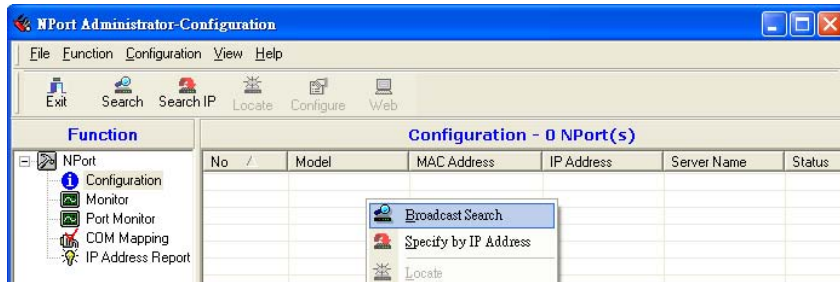 NPort Administrator-Configuration
File Function Configuration View Help
Exit Search Search IP Locate Configure Web
Function
Configuration - 0 NPort(s)
NPort
Configuration
Monitor
Port Monitor
COM Mapping
IP Address Report
No Model MAC Address IP Address Server Name Status
Broadcast Search
Specify by IP Address
Locate